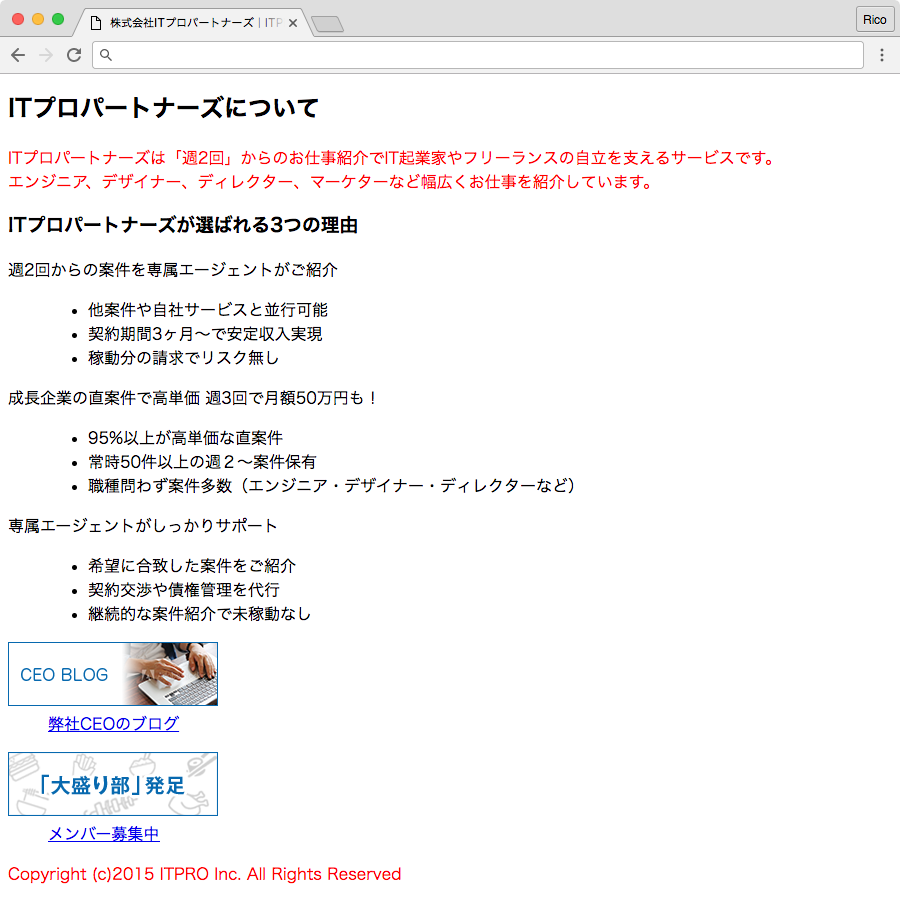 株式会社ITプロパートナーズ | ITP
Rico
ITプロパートナーズについて
ITプロパートナーズは「週2回」からのお仕事紹介でIT起業家やフリーランスの自立を支えるサービスです。
エンジニア、デザイナー、ディレクター、マーケターなど幅広くお仕事を紹介しています。
ITプロパートナーズが選ばれる3つの理由
週2回からの案件を専属エージェントがご紹介
• 他案件や自社サービスと並行可能
• 契約期間3ヶ月〜で安定収入実現
• 稼動分の請求でリスク無し
成長企業の直案件で高単価 週3回で月額50万円も！
• 95%以上が高単価な直案件
• 常時50件以上の週２〜案件保有
• 職種問わず案件多数（エンジニア・デザイナー・ディレクターなど）
専属エージェントがしっかりサポート
• 希望に合致した案件をご紹介
• 契約交渉や債権管理を代行
• 継続的な案件紹介で未稼動なし
CEO BLOG
弊社CEOのブログ
「大盛り部」発足
メンバー募集中
Copyright (c)2015 ITPRO Inc. All Rights Reserved